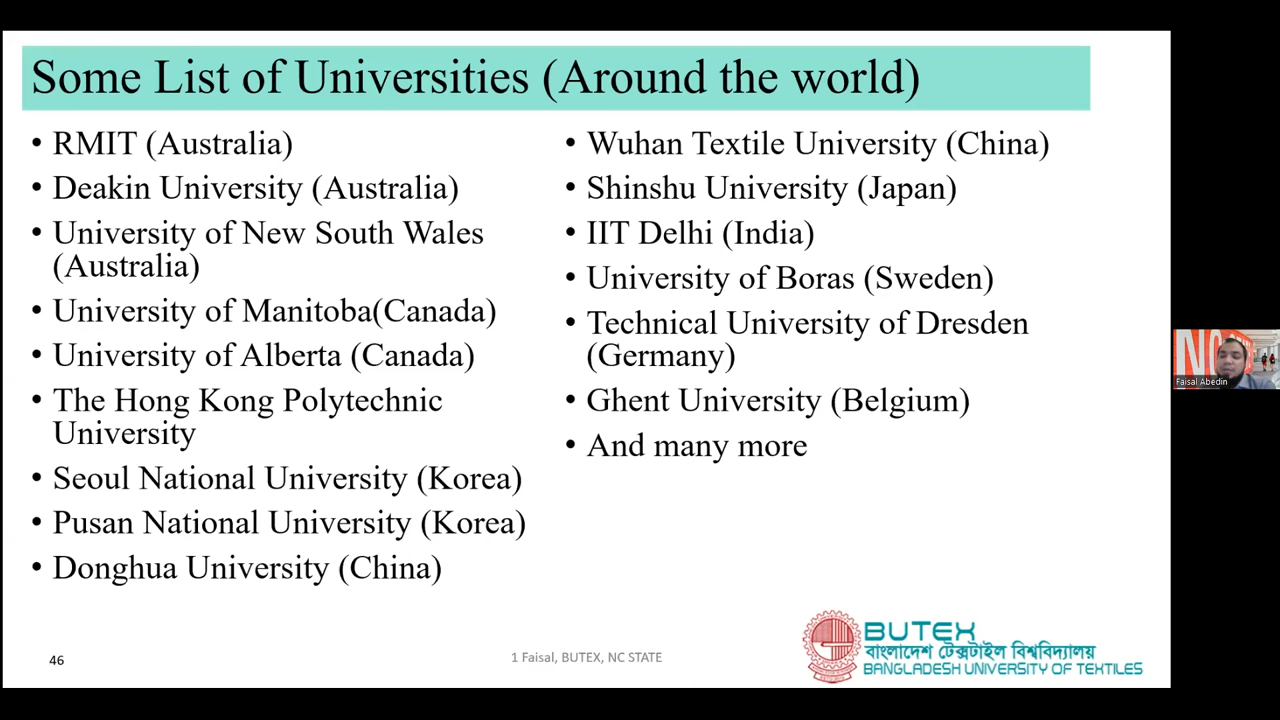 Some List of Universities (Around the world)
• RMIT (Australia)
• Deakin University (Australia)
• University of New South Wales
(Australia)
• University of Manitoba(Canada)
• University of Alberta (Canada)
• The Hong Kong Polytechnic
University
• Seoul National University (Korea)
• Pusan National University (Korea)
• Donghua University (China)
• Wuhan Textile University (China)
• Shinshu University (Japan)
• IIT Delhi (India)
• University of Boras (Sweden)
• Technical University of Dresden
(Germany)
• Ghent University (Belgium)
• And many more
46
1 Faisal, BUTEX, NC STATE
BUTEX
বাংলাদেশ টেক্সটাইল বিশ্ববিদ্যালয়
BANGLADESH UNIVERSITY OF TEXTILES
Faisal Abedin